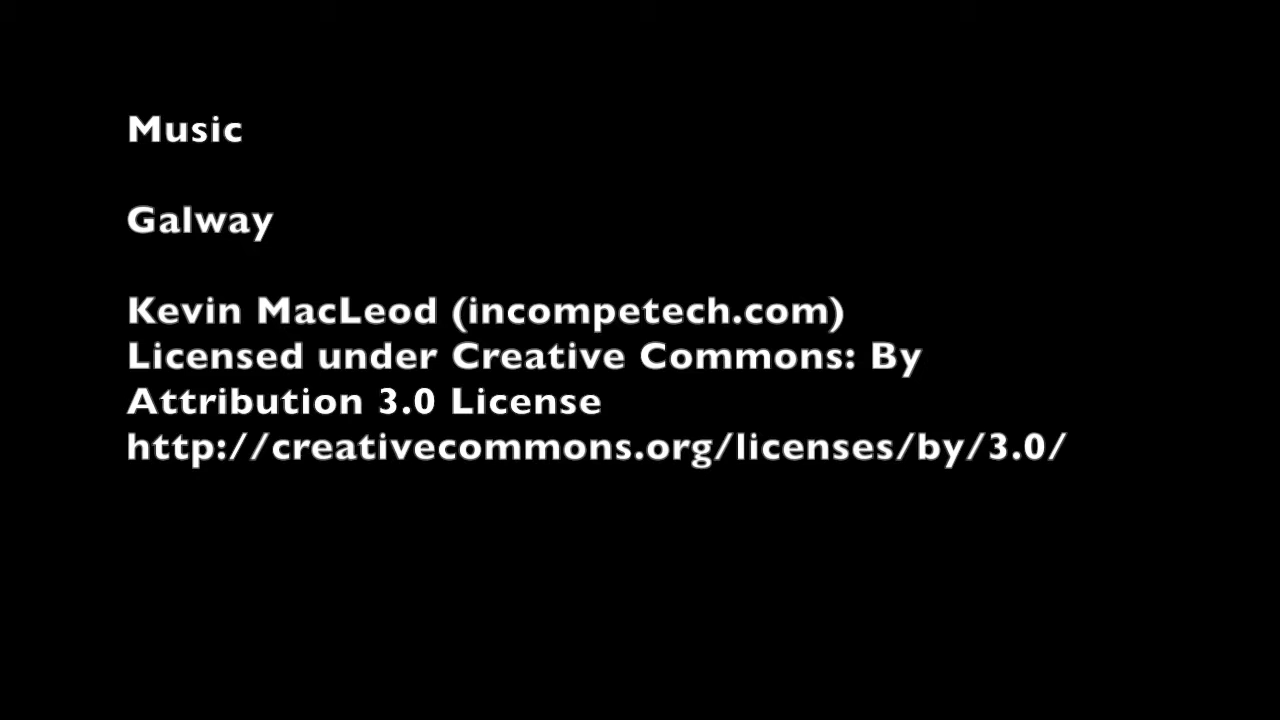 Music
Galway
Kevin MacLeod (incompetech.com)
Licensed under Creative Commons: By
Attribution 3.0 License
http://creativecommons.org/licenses/by/3.0/